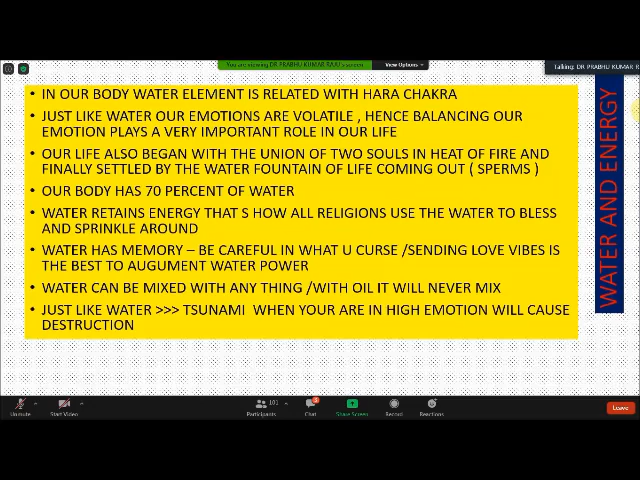 You are viewing DR PRABHU KUMAR RAJU's screen
View Options
Talking: DR PRABHU KUMAR
• IN OUR BODY WATER ELEMENT IS RELATED WITH HARA CHAKRA
• JUST LIKE WATER OUR EMOTIONS ARE VOLATILE , HENCE BALANCING OUR
EMOTION PLAYS A VERY IMPORTANT ROLE IN OUR LIFE
• OUR LIFE ALSO BEGAN WITH THE UNION OF TWO SOULS IN HEAT OF FIRE AND
FINALLY SETTLED BY THE WATER FOUNTAIN OF LIFE COMING OUT ( SPERMS )
• OUR BODY HAS 70 PERCENT OF WATER
• WATER RETAINS ENERGY THAT S HOW ALL RELIGIONS USE THE WATER TO BLESS
AND SPRINKLE AROUND
• WATER HAS MEMORY – BE CAREFUL IN WHAT U CURSE /SENDING LOVE VIBES IS
THE BEST TO AUGUMENT WATER POWER
• WATER CAN BE MIXED WITH ANY THING /WITH OIL IT WILL NEVER MIX
• JUST LIKE WATER >>> TSUNAMI WHEN YOUR ARE IN HIGH EMOTION WILL CAUSE
DESTRUCTION
WATER AND ENERGY
Unmute
Start Video
101
Participants
Chat
Share Screen
Record
Reactions
Leave